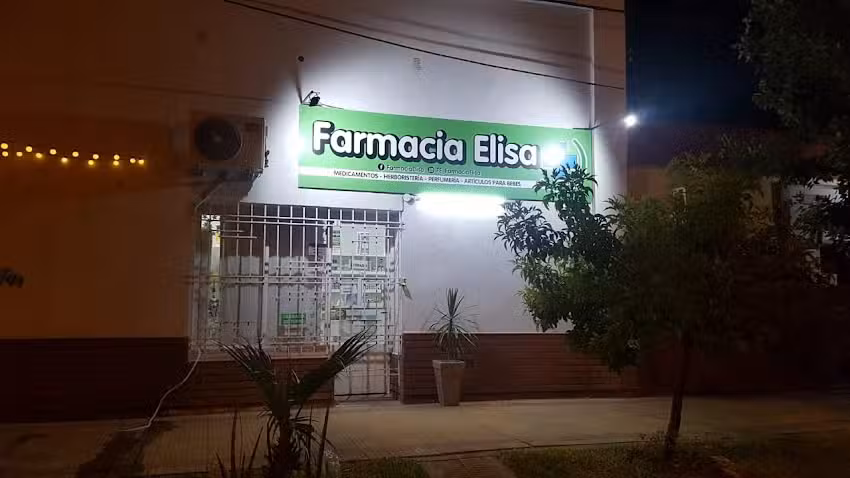 Farmacia Elisa
MEDICAMENTOS - HERBORISTERÍA - PERFUMERÍA - ARTÍCULOS PARA BEBES